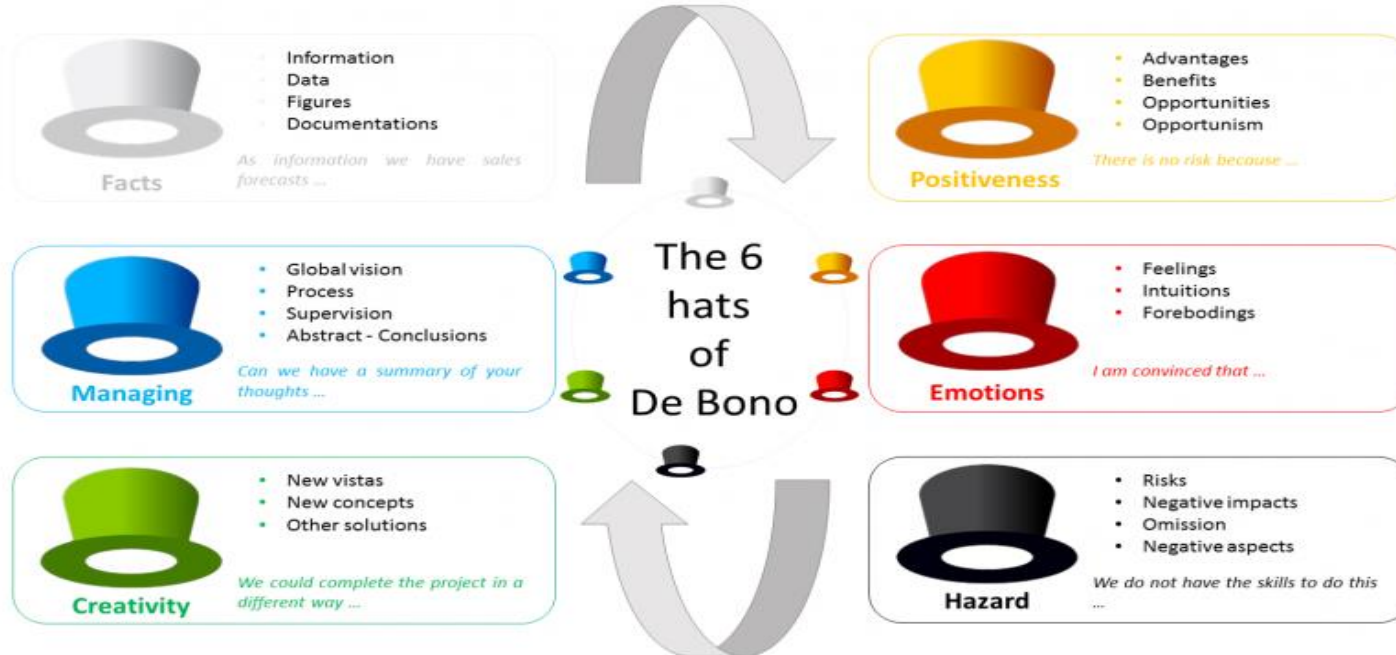 Information
Data
Figures
Documentations
As information we have sales
forecasts ...
Facts
Advantages
Benefits
Opportunities
Opportunism
There is no risk because ...
Positiveness
Global vision
Process
Supervision
Abstract - Conclusions
Can we have a summary of your
thoughts ...
Managing
The 6
hats
of
De Bono
Feelings
Intuitions
Forebodings
I am convinced that ...
Emotions
New vistas
New concepts
Other solutions
We could complete the project in a
different way ...
Creativity
Risks
Negative impacts
Omission
Negative aspects
We do not have the skills to do this
...
Hazard